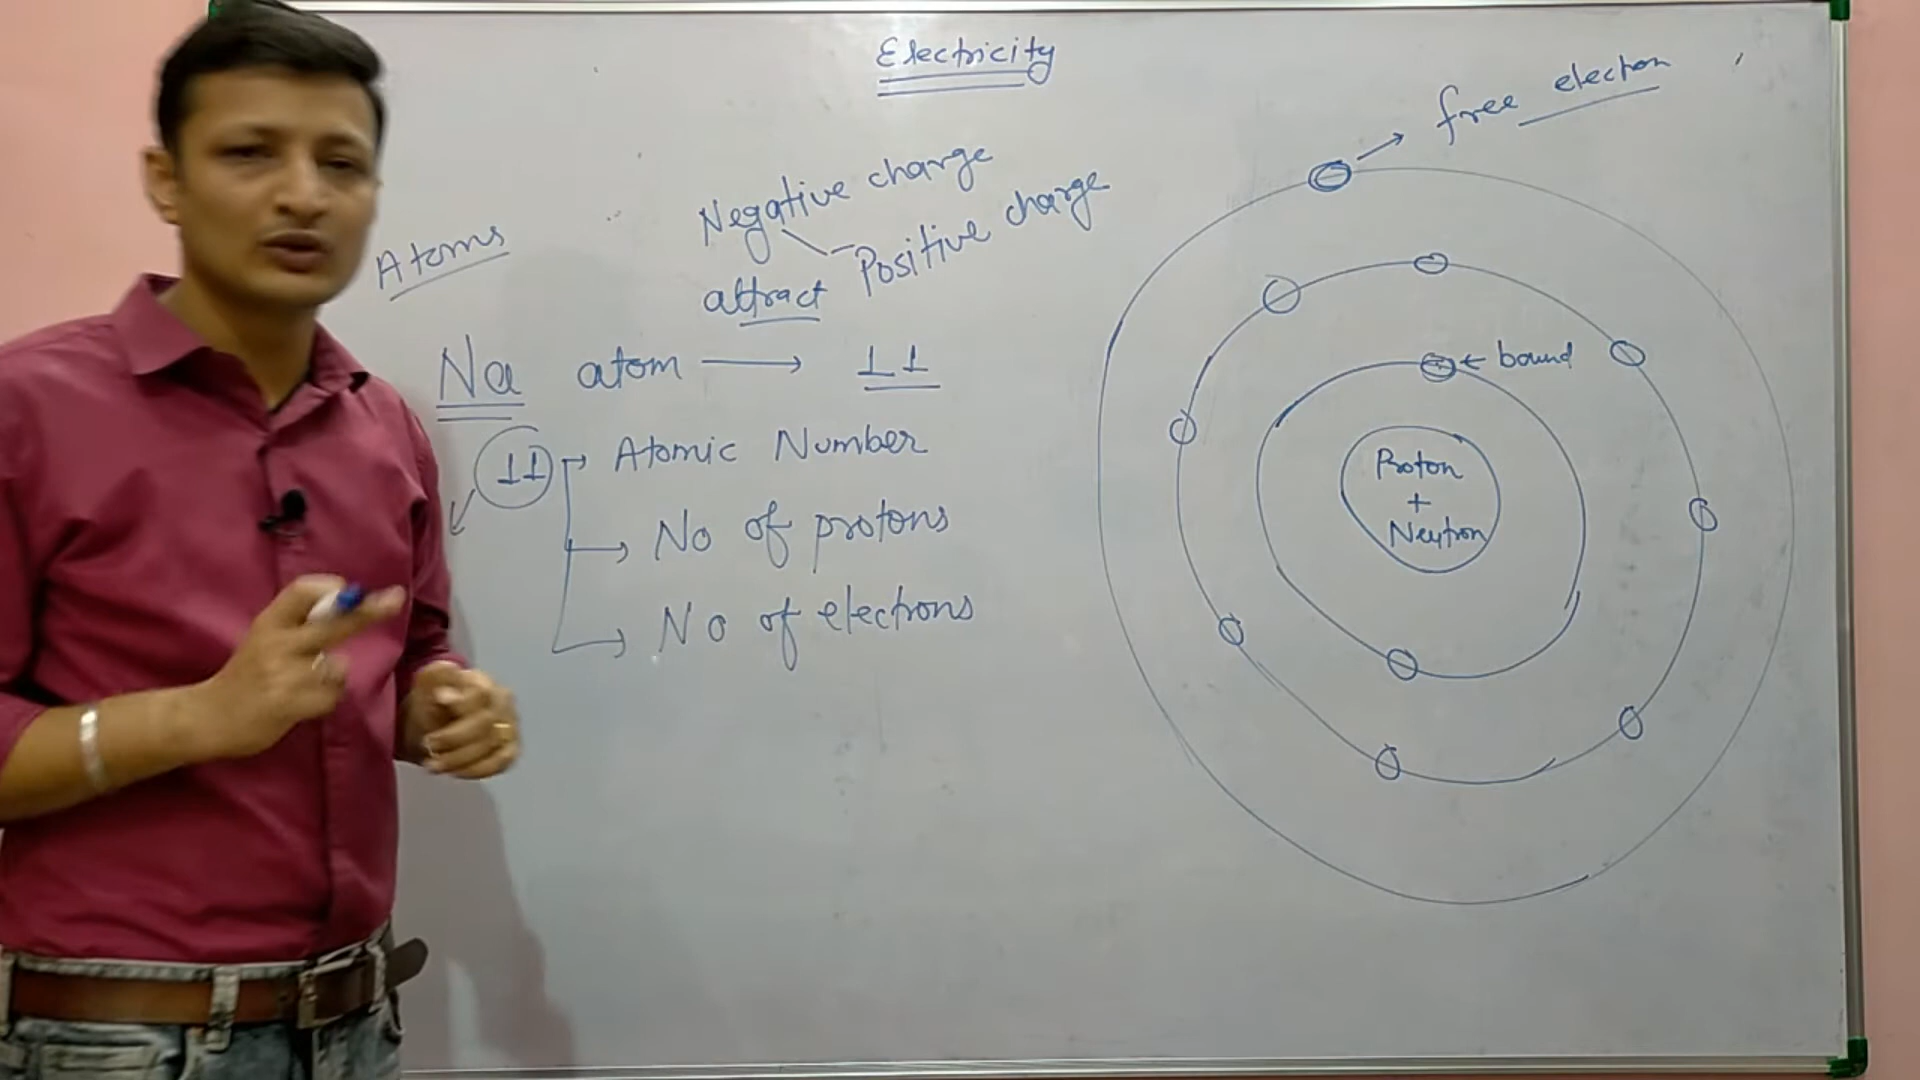 Electricity
free electron
Negative charge
Positive charge
attract
Atoms
Na atom → 11
11 → Atomic Number
→ No of protons
→ No of electrons
← bound
Proton
+
Neutron